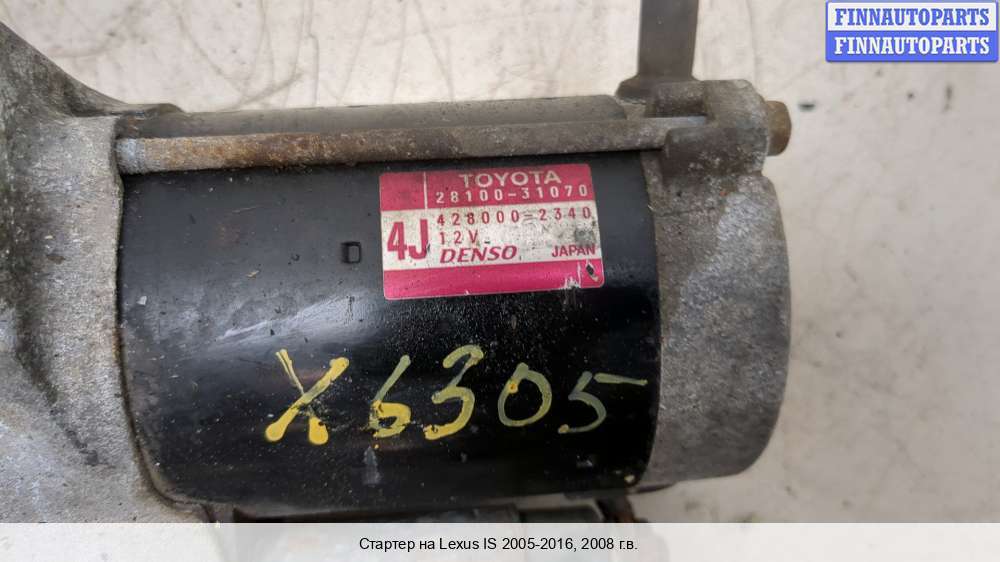 FINNAUTOPARTS
FINNAUTOPARTS
TOYOTA
28100-31070
428000-2340
4J 12V
DENSO JAPAN
X6305
Стартер на Lexus IS 2005-2016, 2008 г.в.